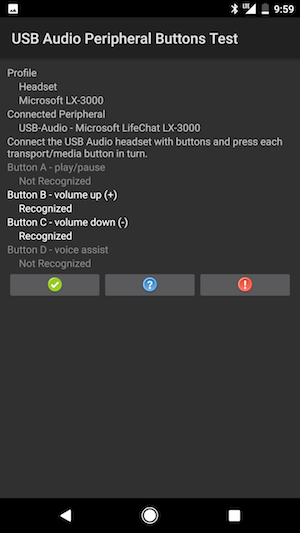 LTE 9:59
USB Audio Peripheral Buttons Test
Profile
Headset
Microsoft LX-3000
Connected Peripheral
USB-Audio - Microsoft LifeChat LX-3000
Connect the USB Audio headset with buttons and press each
transport/media button in turn.
Button A - play/pause
Not Recognized
Button B - volume up (+)
Recognized
Button C - volume down (-)
Recognized
Button D - voice assist
Not Recognized